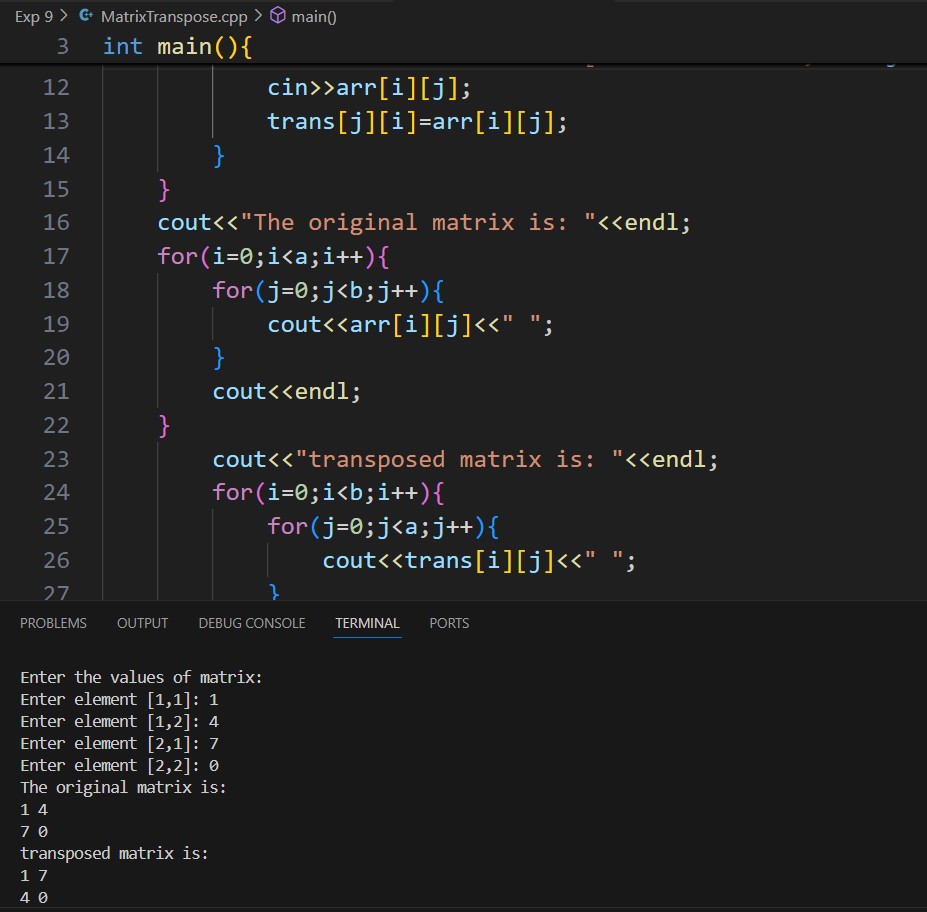 Exp 9 > MatrixTranspose.cpp > main()
3 int main(){
12 cin>>arr[i][j];
13 trans[j][i]=arr[i][j];
14 }
15 }
16 cout<<"The original matrix is: "<<endl;
17 for(i=0;i<a;i++){
18 for(j=0;j<b;j++){
19 cout<<arr[i][j]<<" ";
20 }
21 cout<<endl;
22 }
23 cout<<"transposed matrix is: "<<endl;
24 for(i=0;i<b;i++){
25 for(j=0;j<a;j++){
26 cout<<trans[i][j]<<" ";
27 }
PROBLEMS OUTPUT DEBUG CONSOLE TERMINAL PORTS
Enter the values of matrix:
Enter element [1,1]: 1
Enter element [1,2]: 4
Enter element [2,1]: 7
Enter element [2,2]: 0
The original matrix is:
1 4
7 0
transposed matrix is:
1 7
4 0